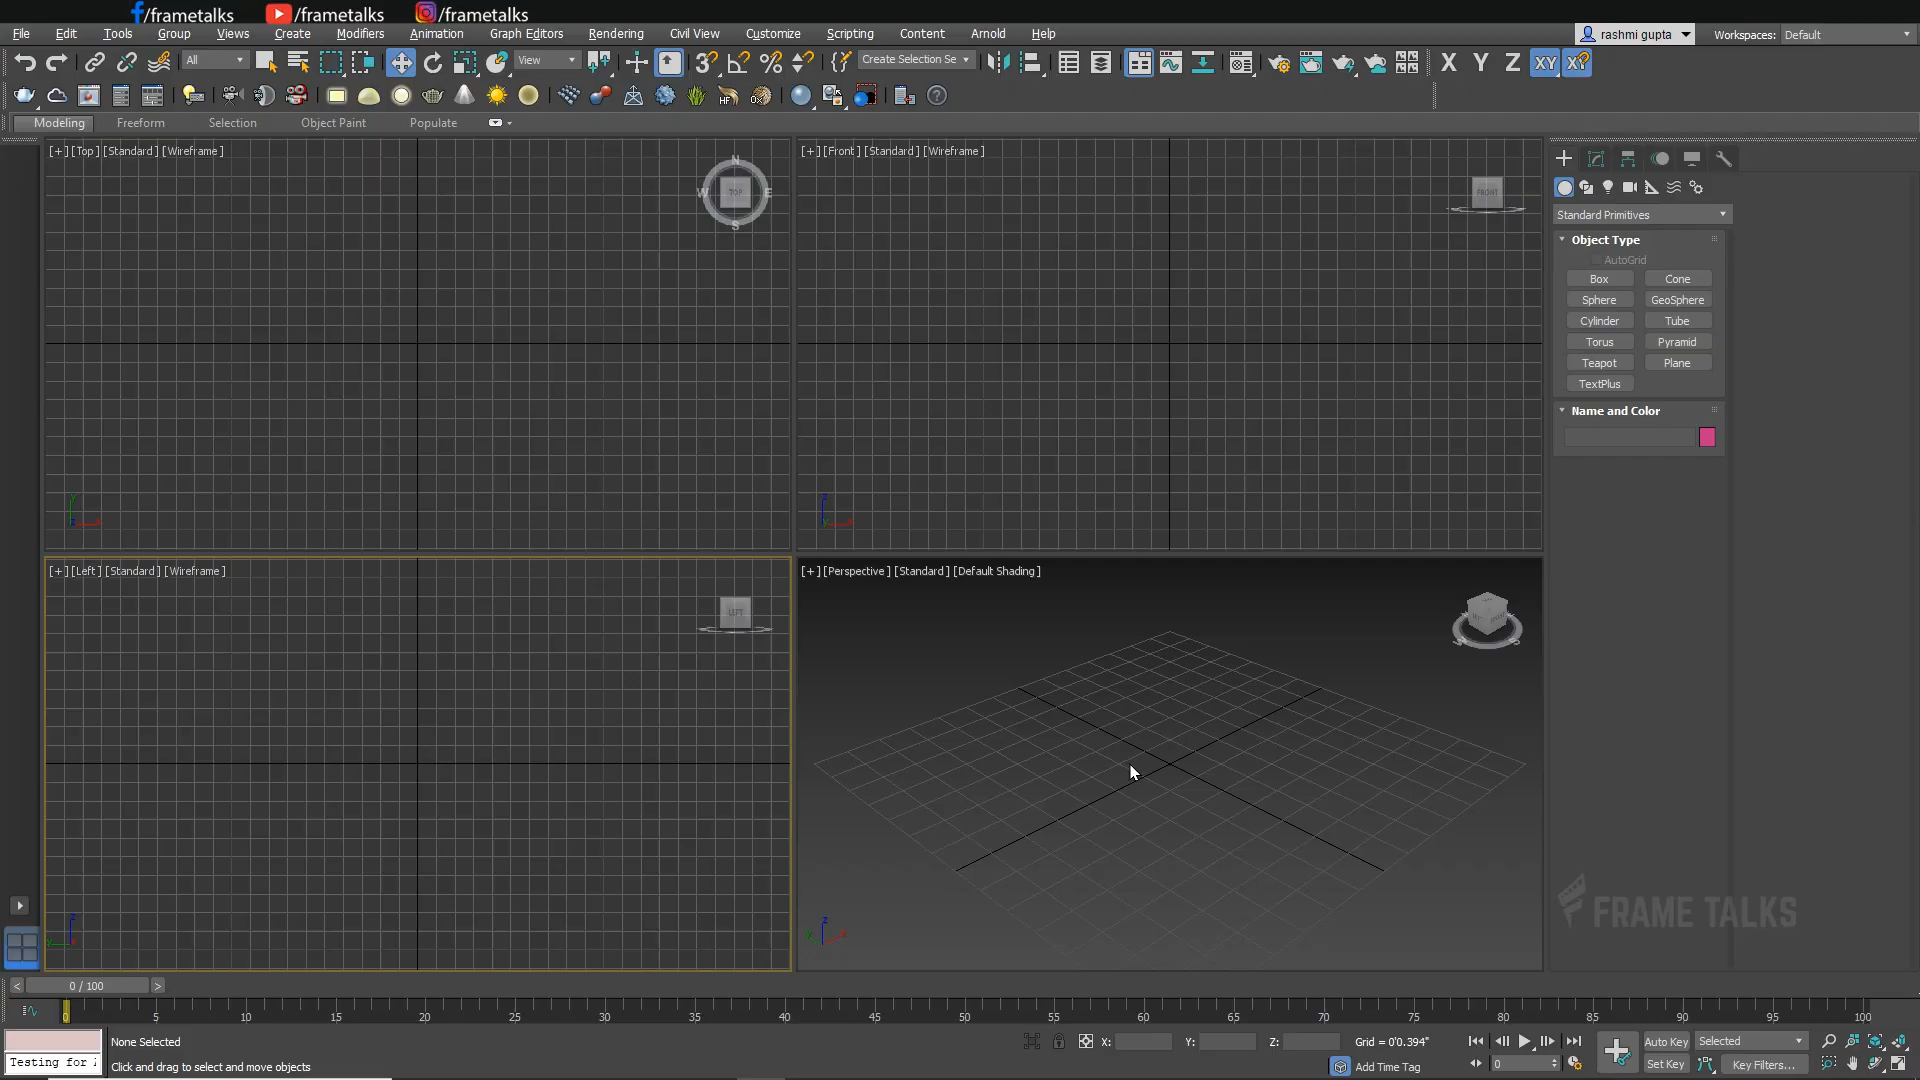 /frametalks /frametalks /frametalks
File Edit Tools Group Views Create Modifiers Animation Graph Editors Rendering Civil View Customize Scripting Content Arnold Help rashmi gupta Workspaces: Default
All View Create Selection Se X Y Z XY XY
Modeling Freeform Selection Object Paint Populate
[+] [Top] [Standard] [Wireframe]
N
W TOP E
S
[+] [Front] [Standard] [Wireframe]
FRONT
Standard Primitives
Object Type
AutoGrid
Box Cone
Sphere GeoSphere
Cylinder Tube
Torus Pyramid
Teapot Plane
TextPlus
Name and Color
[+] [Left] [Standard] [Wireframe]
LEFT
[+] [Perspective] [Standard] [Default Shading]
FRAME TALKS
< 0 / 100 >
0 5 10 15 20 25 30 35 40 45 50 55 60 65 70 75 80 85 90 95 100
None Selected X: Y: Z: Grid = 0'0.394" Auto Key Selected
Testing for Click and drag to select and move objects Add Time Tag 0 Set Key Key Filters...